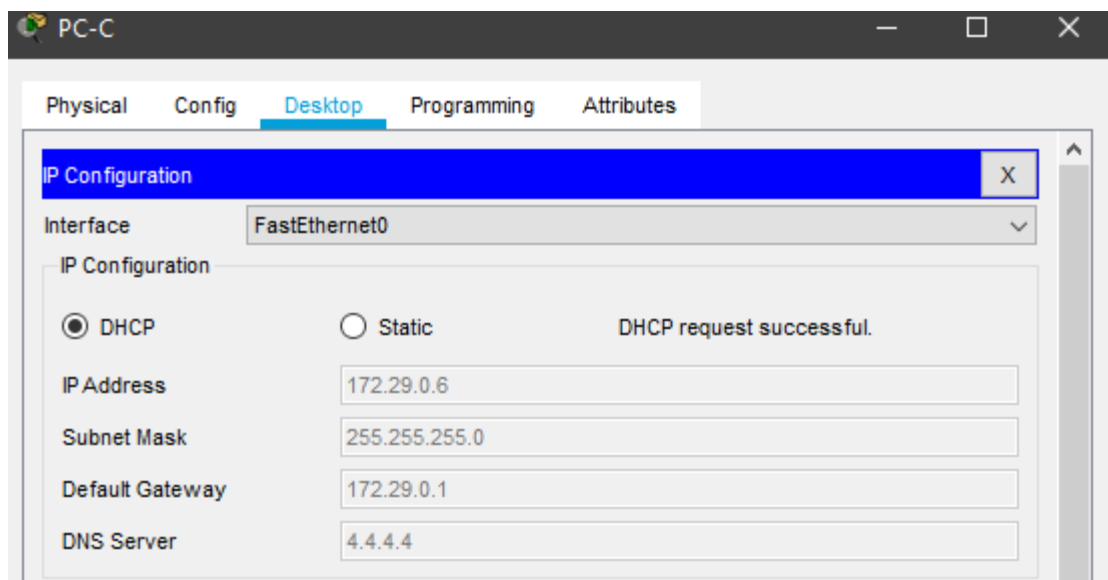 PC-C
Physical Config Desktop Programming Attributes
IP Configuration X
Interface FastEthernet0
IP Configuration
DHCP Static DHCP request successful.
IP Address 172.29.0.6
Subnet Mask 255.255.255.0
Default Gateway 172.29.0.1
DNS Server 4.4.4.4